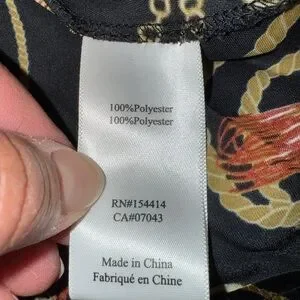 100%Polyester
100%Polyester
RN#154414
CA#07043
Made in China
Fabriqué en Chine